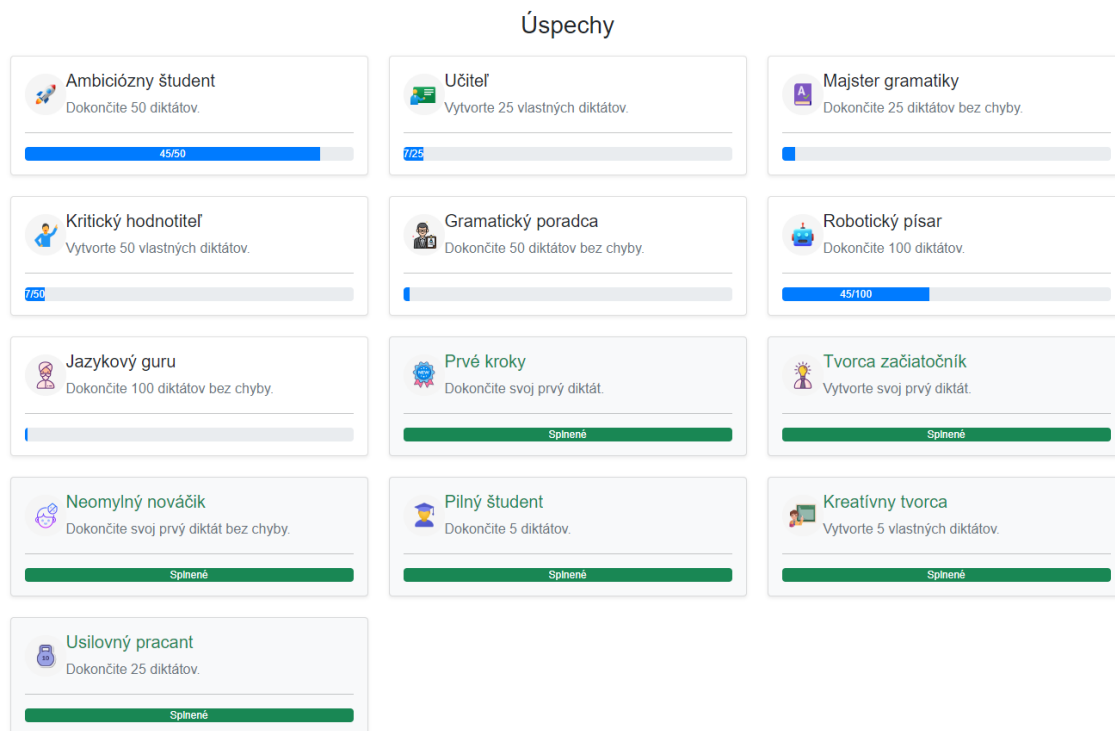 Úspechy
Ambiciózny študent
Dokončite 50 diktátov.
45/50
Učiteľ
Vytvorte 25 vlastných diktátov.
7/25
Majster gramatiky
Dokončite 25 diktátov bez chyby.
Kritický hodnotiteľ
Vytvorte 50 vlastných diktátov.
7/50
Gramatický poradca
Dokončite 50 diktátov bez chyby.
Robotický písar
Dokončite 100 diktátov.
45/100
Jazykový guru
Dokončite 100 diktátov bez chyby.
NEW
Prvé kroky
Dokončite svoj prvý diktát.
Splnené
Tvorca začiatočník
Vytvorte svoj prvý diktát.
Splnené
Neomylný nováčik
Dokončite svoj prvý diktát bez chyby.
Splnené
Pilný študent
Dokončite 5 diktátov.
Splnené
Kreatívny tvorca
Vytvorte 5 vlastných diktátov.
Splnené
10
Usilovný pracant
Dokončite 25 diktátov.
Splnené